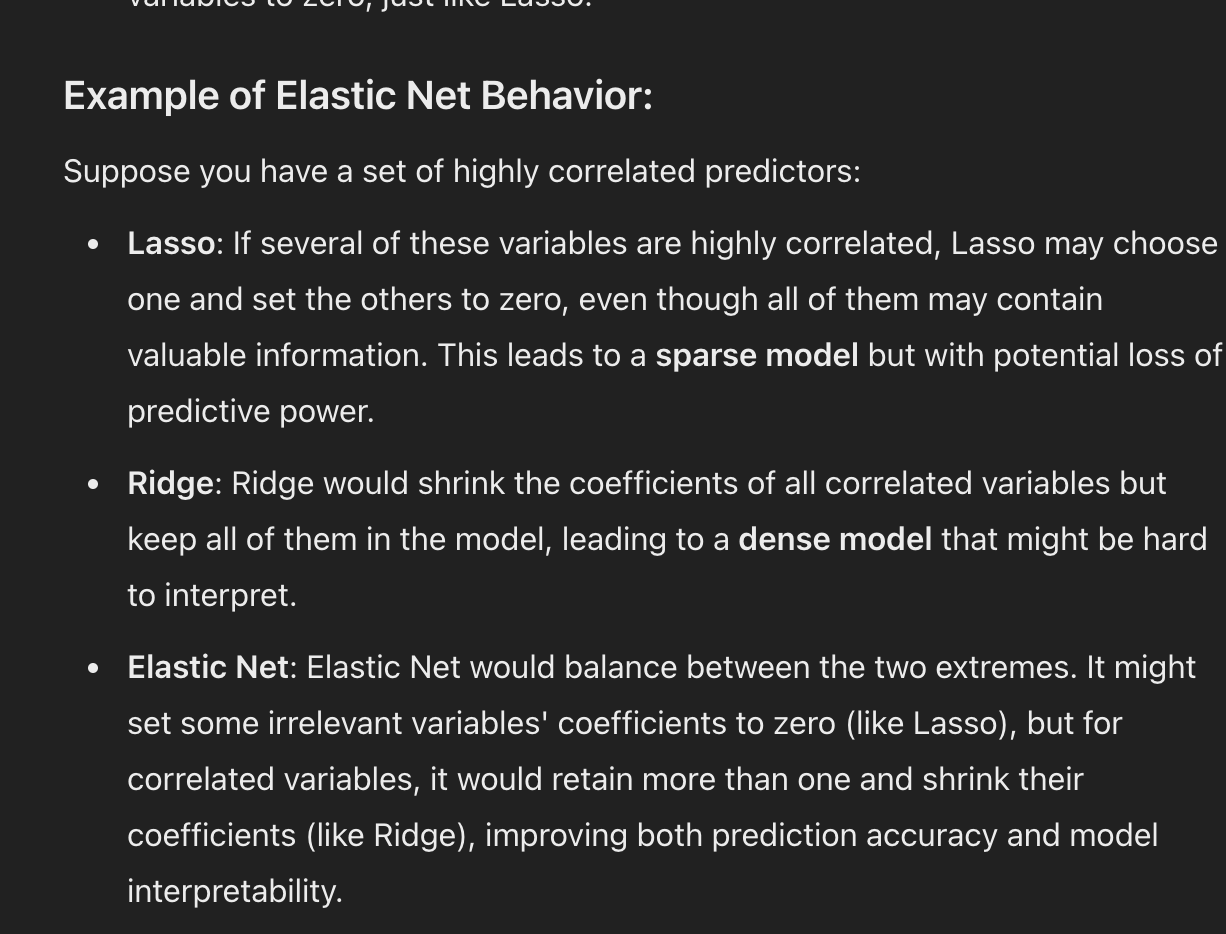 variables to zero, just like Lasso.
Example of Elastic Net Behavior:
Suppose you have a set of highly correlated predictors:
• Lasso: If several of these variables are highly correlated, Lasso may choose
one and set the others to zero, even though all of them may contain
valuable information. This leads to a sparse model but with potential loss of
predictive power.
• Ridge: Ridge would shrink the coefficients of all correlated variables but
keep all of them in the model, leading to a dense model that might be hard
to interpret.
• Elastic Net: Elastic Net would balance between the two extremes. It might
set some irrelevant variables' coefficients to zero (like Lasso), but for
correlated variables, it would retain more than one and shrink their
coefficients (like Ridge), improving both prediction accuracy and model
interpretability.